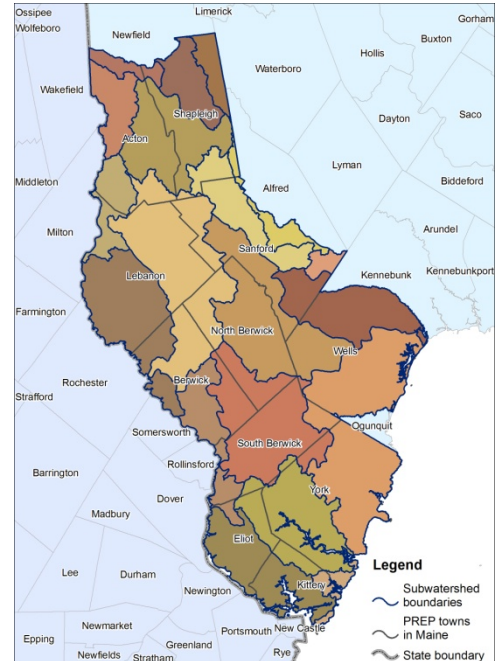 Ossipee
Wolfeboro
Limerick
Newfield
Gorham
Buxton
Hollis
Waterboro
Wakefield
Shapleigh
Saco
Dayton
Acton
Lyman
Middleton
Alfred
Biddeford
Arundel
Milton
Sanford
Kennebunk
Kennebunkport
Lebanon
Farmington
North Berwick
Wells
Berwick
Rochester
Strafford
Ogunquit
Somersworth
South Berwick
Rollinsford
Barrington
York
Dover
Madbury
Eliot
Legend
Lee
Durham
Kittery
Subwatershed
boundaries
Newington
PREP towns
in Maine
Newmarket
Portsmouth
New Castle
Epping
Greenland
State boundary
Newfields
Stratham
Rye